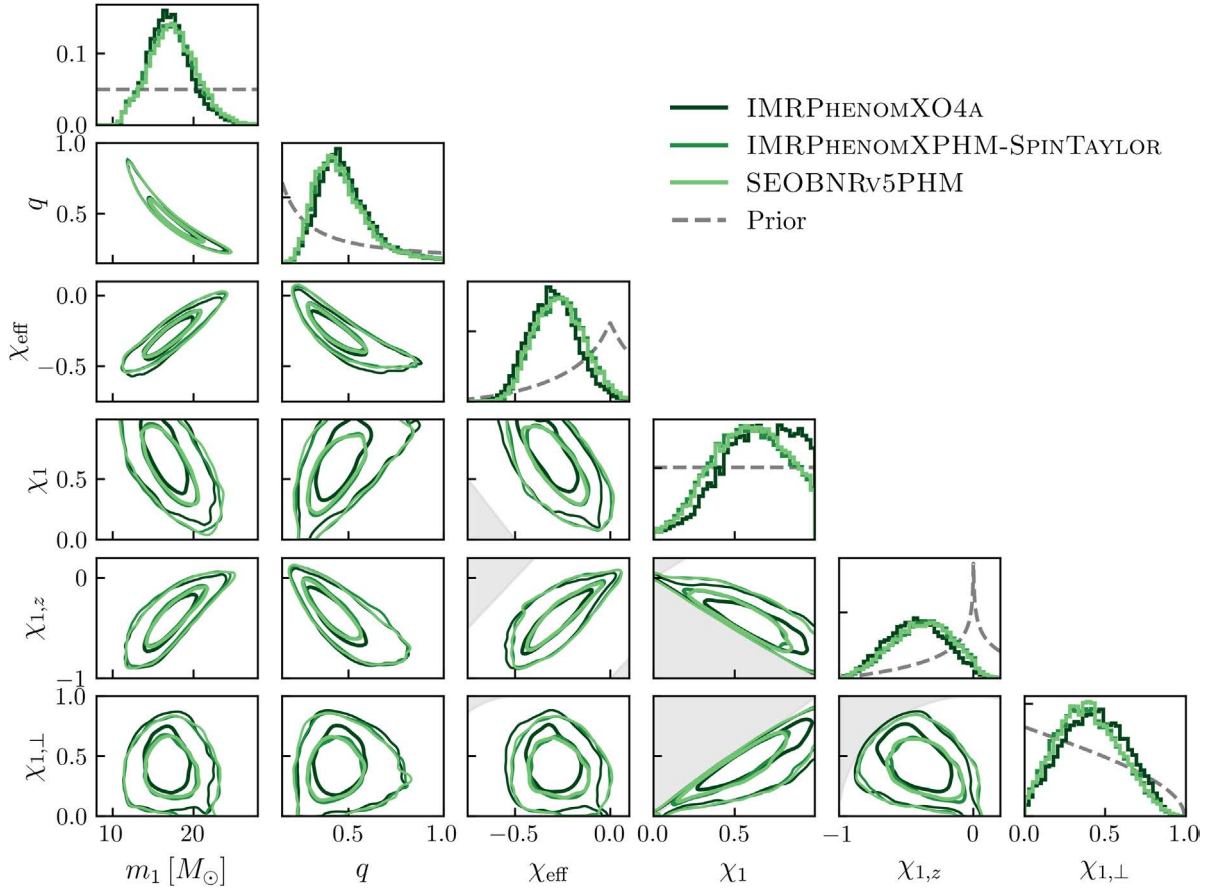 0.1
0.0
IMRPHENOMXO4A
IMRPHENOMXPHM-SPINTAYLOR
SEOBNRV5PHM
Prior
1.0
q
0.5
0.0
χeff
−0.5
χ1
0.5
0.0
0
χ1,z
−1
1.0
χ1,⊥
0.5
0.0
10 20
0.5 1.0
−0.5 0.0
0.0 0.5
−1 0
0.0 0.5 1.0
m1 [M⊙]
q
χeff
χ1
χ1,z
χ1,⊥